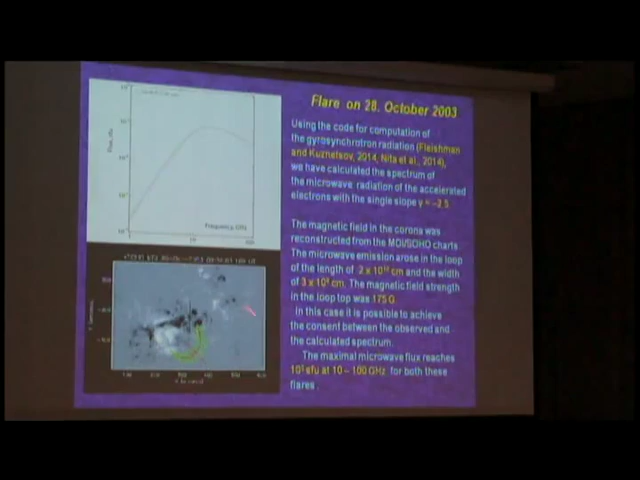 Flare on 28. October 2003
Using the code for computation of
the gyrosynchrotron radiation (Fleishman
and Kuznetsov, 2014, Nita et al., 2014),
we have calculated the spectrum of
the microwave radiation of the accelerated
electrons with the single slope γ = –2.5
The magnetic field in the corona was
reconstructed from the MDI/SOHO charts
The microwave emission arose in the loop
of the length of 2 x 10¹⁰ cm and the width
of 3 x 10⁸ cm. The magnetic field strength
in the loop top was 175 G.
In this case it is possible to achieve
the consent between the observed and
the calculated spectrum.
The maximal microwave flux reaches
sfu at 10 – 100 GHz for both these
flares.
Frequency, GHz